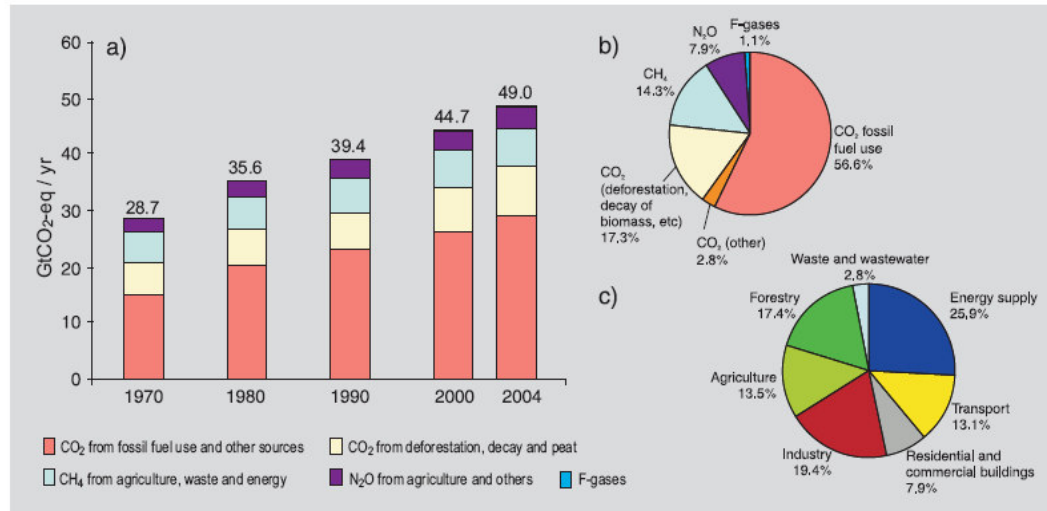 60
50
40
30
20
10
0
GtCO₂-eq / yr
a)
28.7
35.6
39.4
44.7
49.0
1970
1980
1990
2000
2004
b)
F-gases
1.1%
N₂O
7.9%
CH₄
14.3%
CO₂ fossil
fuel use
56.6%
CO₂
(deforestation,
decay of
biomass, etc)
17.3%
CO₂ (other)
2.8%
c)
Waste and wastewater
2.8%
Forestry
17.4%
Energy supply
25.9%
Agriculture
13.5%
Transport
13.1%
Industry
19.4%
Residential and
commercial buildings
7.9%
CO₂ from fossil fuel use and other sources
CO₂ from deforestation, decay and peat
CH₄ from agriculture, waste and energy
N₂O from agriculture and others
F-gases